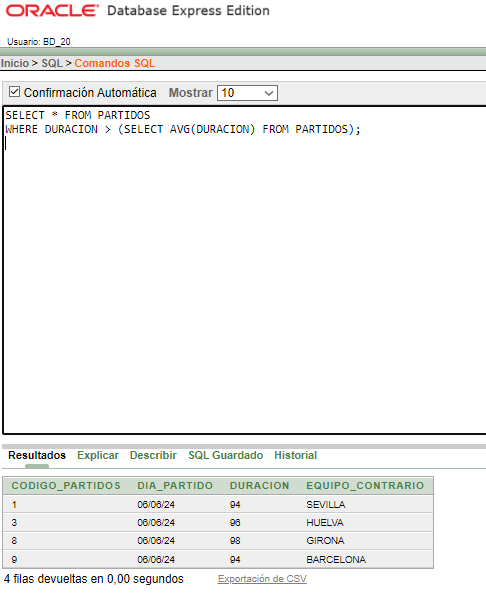 ORACLE® Database Express Edition
Usuario: BD_20
Inicio > SQL > Comandos SQL
Confirmación Automática Mostrar 10
SELECT * FROM PARTIDOS
WHERE DURACION > (SELECT AVG(DURACION) FROM PARTIDOS);
Resultados Explicar Describir SQL Guardado Historial
CODIGO_PARTIDOS DIA_PARTIDO DURACION EQUIPO_CONTRARIO
1 06/06/24 94 SEVILLA
3 06/06/24 96 HUELVA
8 06/06/24 98 GIRONA
9 06/06/24 94 BARCELONA
4 filas devueltas en 0,00 segundos Exportación de CSV